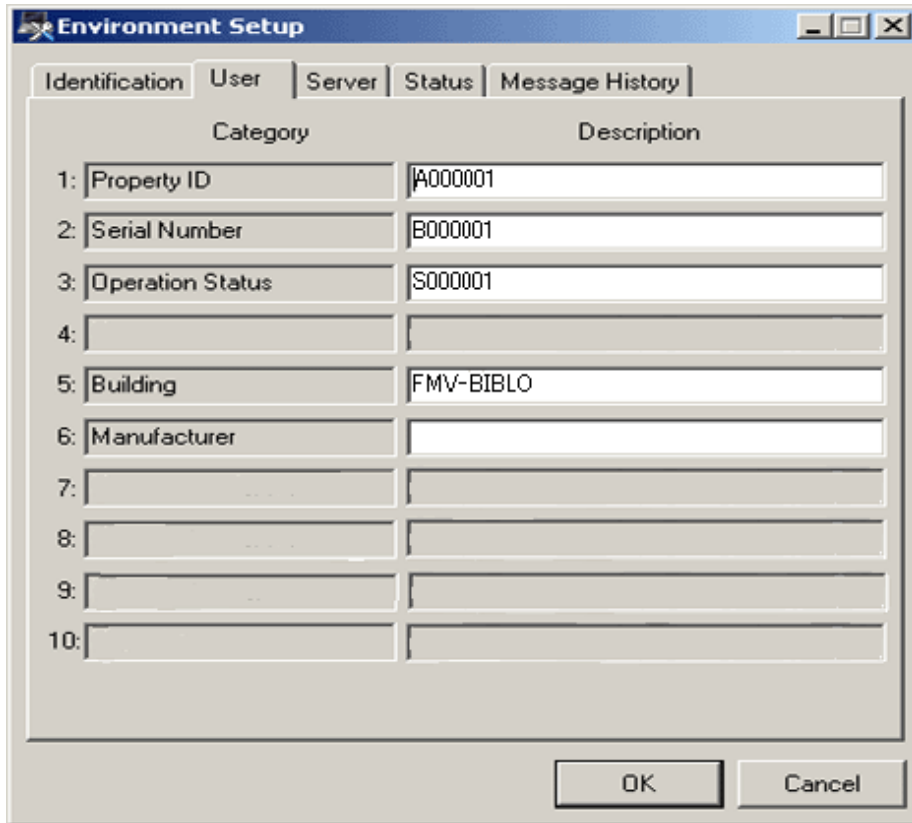 Environment Setup
Identification User Server Status Message History
Category Description
1: Property ID A000001
2: Serial Number B000001
3: Operation Status S000001
4:
5: Building FMV-BIBLO
6: Manufacturer
7:
8:
9:
10:
OK Cancel